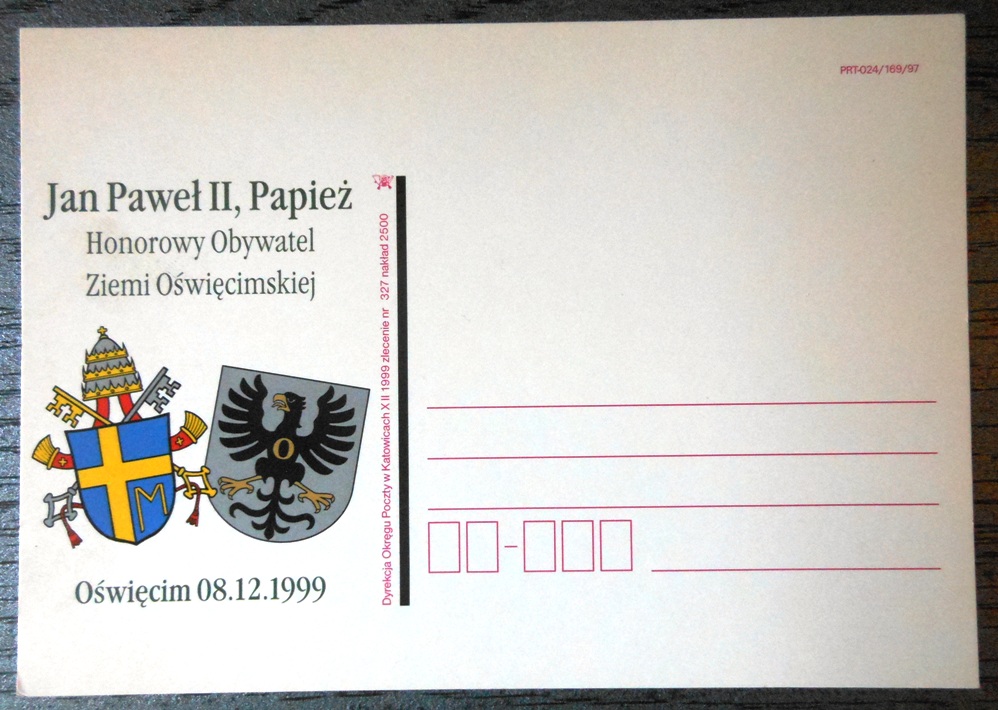 PRT-024/169/97
Jan Paweł II, Papież
Honorowy Obywatel
Ziemi Oświęcimskiej
O
M
Oświęcim 08.12.1999
Dyrekcja Okręgu Poczty w Katowicach X II 1999 zlecenie nr 327 nakład 2500